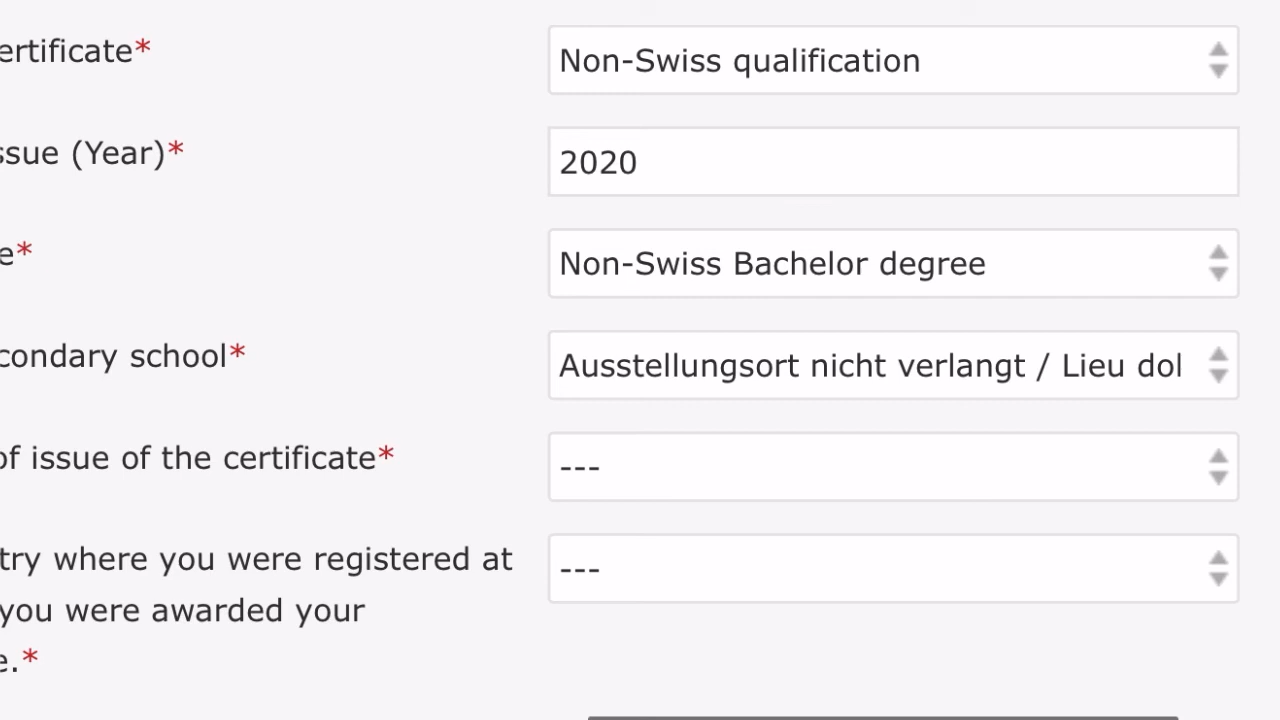 ertificate* Non-Swiss qualification
ssue (Year)* 2020
e* Non-Swiss Bachelor degree
condary school* Ausstellungsort nicht verlangt / Lieu dol
of issue of the certificate* ---
try where you were registered at ---
you were awarded your
e.*